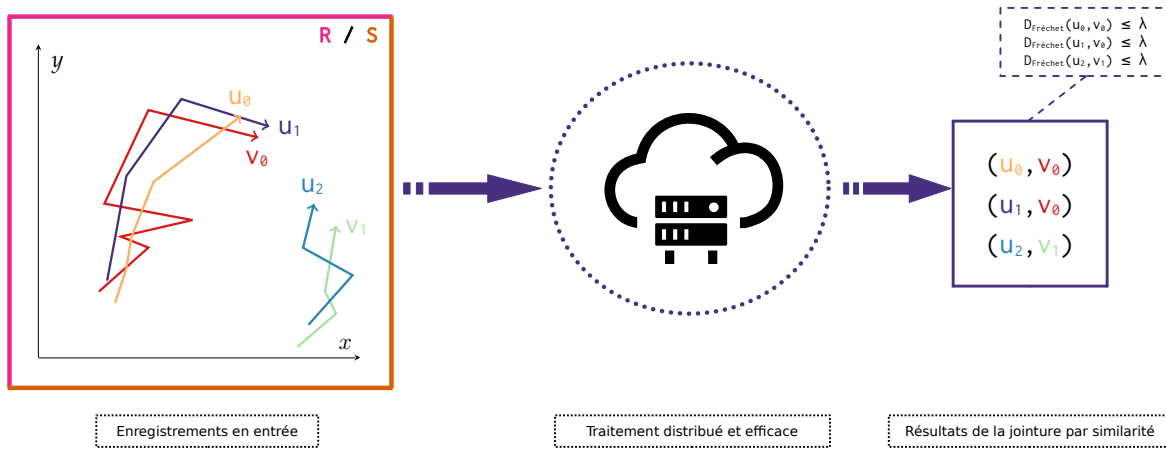 R / S
y
u₀
u₁
v₀
u₂
v₁
x
D_Fréchet(u₀,v₀) ≤ λ
D_Fréchet(u₁,v₀) ≤ λ
D_Fréchet(u₂,v₁) ≤ λ
(u₀,v₀)
(u₁,v₀)
(u₂,v₁)
Enregistrements en entrée
Traitement distribué et efficace
Résultats de la jointure par similarité